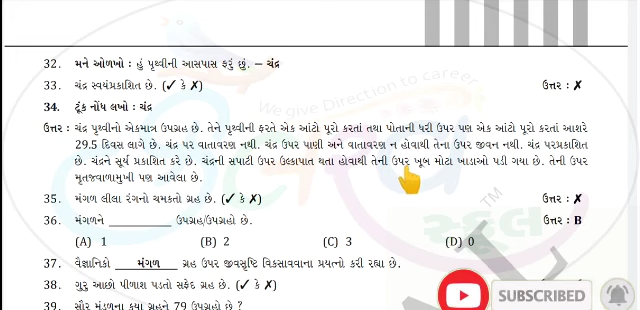 32. મને ઓળખો : હું પૃથ્વીની આસપાસ ફરું છું. – ચંદ્ર
33. ચંદ્ર સ્વયંપ્રકાશિત છે. (✓ કે ✗) ઉત્તર : ✗
34. ટૂંક નોંધ લખો : ચંદ્ર
We give Direction to career
ઉત્તર : ચંદ્ર પૃથ્વીનો એકમાત્ર ઉપગ્રહ છે. તેને પૃથ્વીની ફરતે એક આંટો પૂરો કરતાં તથા પોતાની ધરી ઉપર પણ એક આંટો પૂરો કરતાં આશરે
29.5 દિવસ લાગે છે. ચંદ્ર પર વાતાવરણ નથી. ચંદ્ર ઉપર પાણી અને વાતાવરણ ન હોવાથી તેના ઉપર જીવન નથી. ચંદ્ર પરપ્રકાશિત
છે. ચંદ્રને સૂર્ય પ્રકાશિત કરે છે. ચંદ્રની સપાટી ઉપર ઉલ્કાપાત થતા હોવાથી તેની ઉપર ખૂબ મોટા ખાડાઓ પડી ગયા છે. તેની ઉપર
મૃતજ્વાળામુખી પણ આવેલા છે.
35. મંગળ લીલા રંગનો ચમકતો ગ્રહ છે. (✓ કે ✗) ઉત્તર : ✗
TM
36. મંગળને __________ ઉપગ્રહ/ઉપગ્રહો છે. ઉત્તર : B
(A) 1 (B) 2 (C) 3 (D) 0
37. વૈજ્ઞાનિકો મંગળ ગ્રહ ઉપર જીવસૃષ્ટિ વિકસાવવાના પ્રયત્નો કરી રહ્યા છે.
38. ગુરુ આછો પીળાશ પડતો સફેદ ગ્રહ છે. (✓ કે ✗)
SUBSCRIBED
39. સૌર મંડળના કયા ગ્રહને 79 ઉપગ્રહો છે ?